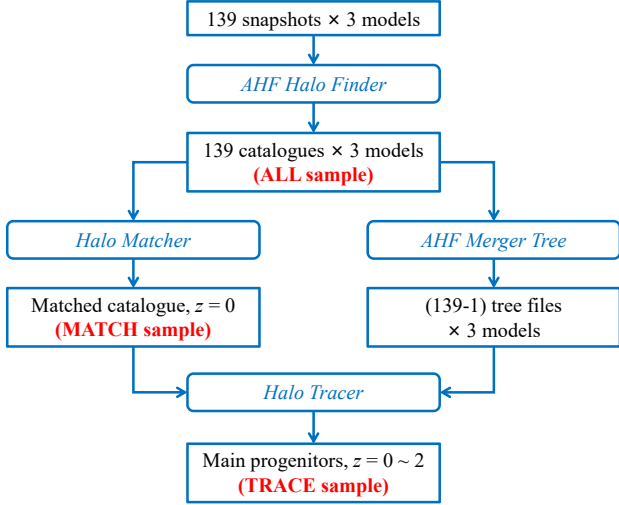 139 snapshots × 3 models
AHF Halo Finder
139 catalogues × 3 models
(ALL sample)
Halo Matcher
AHF Merger Tree
Matched catalogue, z = 0
(MATCH sample)
(139-1) tree files
× 3 models
Halo Tracer
Main progenitors, z = 0 ~ 2
(TRACE sample)